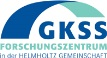 GKSS
FORSCHUNGSZENTRUM
in der HELMHOLTZ GEMEINSCHAFT